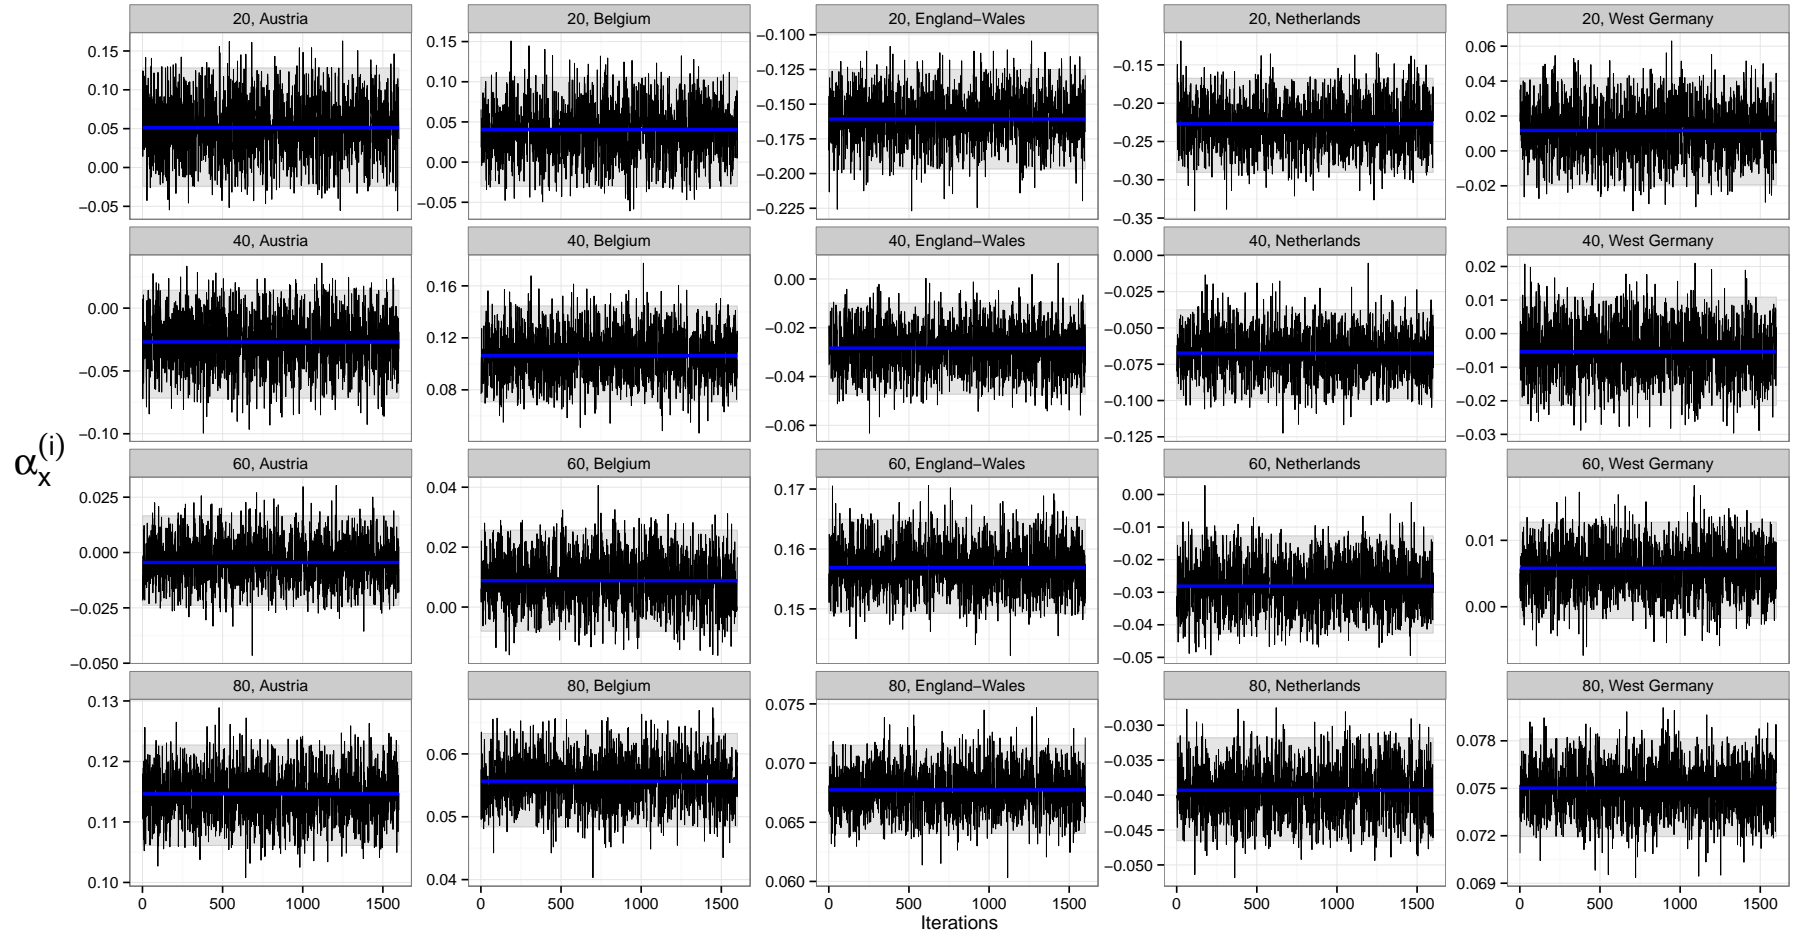 20, Austria 20, Belgium 20, England−Wales 20, Netherlands 20, West Germany
0.15 0.10 0.05 0.00 −0.05
0.15 0.10 0.05 0.00 −0.05
−0.100 −0.125 −0.150 −0.175 −0.200 −0.225
−0.15 −0.20 −0.25 −0.30 −0.35
0.06 0.04 0.02 0.00 −0.02
40, Austria 40, Belgium 40, England−Wales 40, Netherlands 40, West Germany
0.00 −0.05 −0.10
0.16 0.12 0.08
0.00 −0.02 −0.04 −0.06
0.000 −0.025 −0.050 −0.075 −0.100 −0.125
0.02 0.01 0.00 −0.01 −0.02 −0.03
α_x^(i)
60, Austria 60, Belgium 60, England−Wales 60, Netherlands 60, West Germany
0.025 0.000 −0.025 −0.050
0.04 0.02 0.00
0.17 0.16 0.15
0.00 −0.01 −0.02 −0.03 −0.04 −0.05
0.01 0.00
80, Austria 80, Belgium 80, England−Wales 80, Netherlands 80, West Germany
0.13 0.12 0.11 0.10
0.06 0.05 0.04
0.075 0.070 0.065 0.060
−0.030 −0.035 −0.040 −0.045 −0.050
0.078 0.075 0.072 0.069
0 500 1000 1500 0 500 1000 1500 0 500 1000 1500 0 500 1000 1500 0 500 1000 1500
Iterations